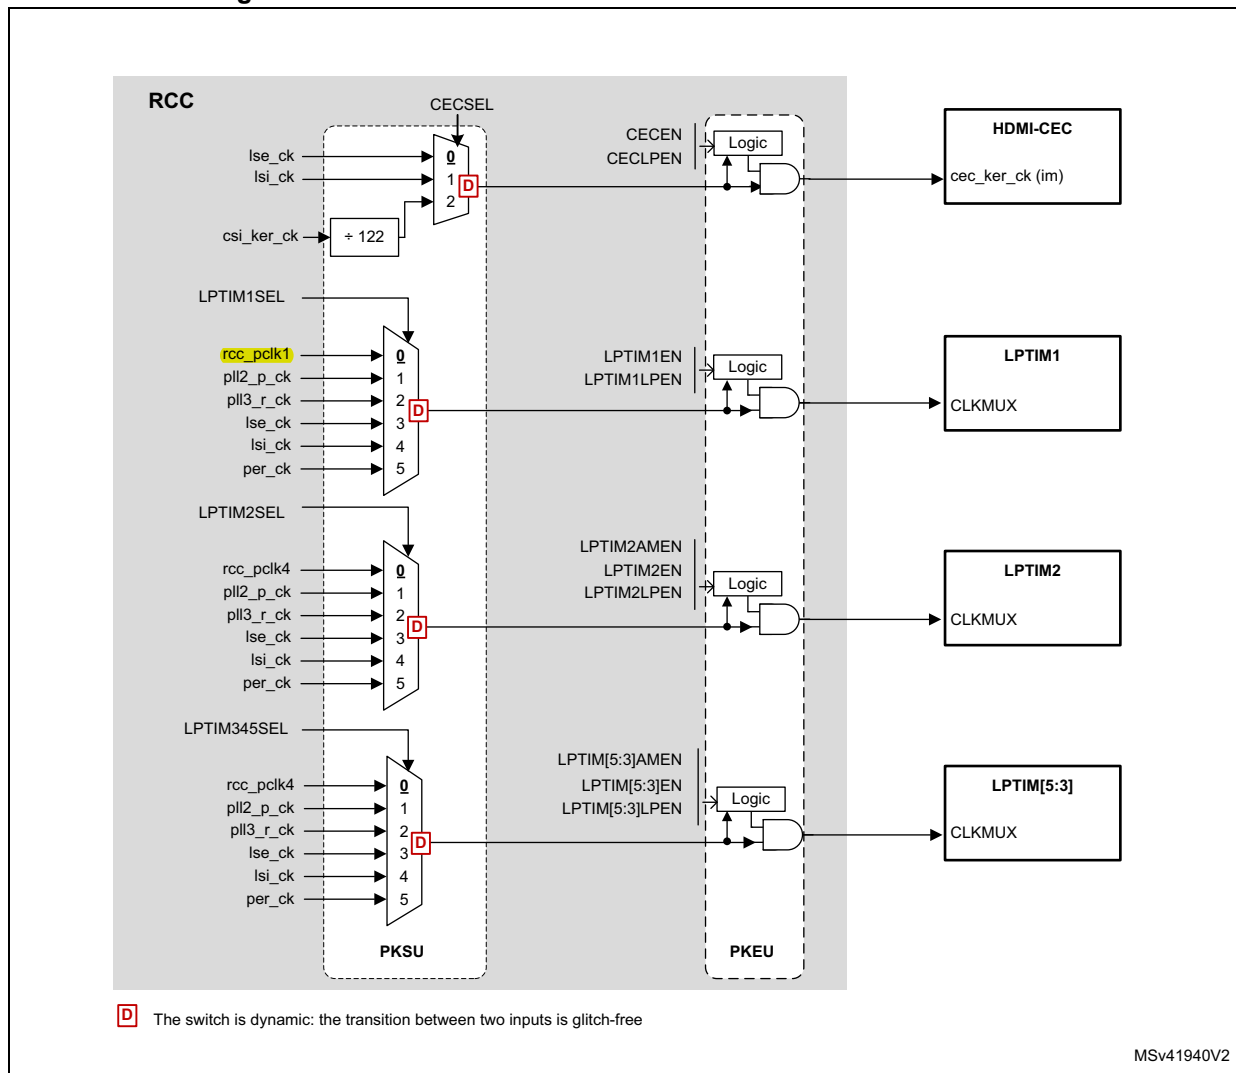 RCC
CECSEL
lse_ck
lsi_ck
csi_ker_ck
÷ 122
0
1
2
D
CECEN
CECLPEN
Logic
HDMI-CEC
cec_ker_ck (im)
LPTIM1SEL
rcc_pclk1
pll2_p_ck
pll3_r_ck
lse_ck
lsi_ck
per_ck
0
1
2
3
4
5
D
LPTIM1EN
LPTIM1LPEN
Logic
LPTIM1
CLKMUX
LPTIM2SEL
rcc_pclk4
pll2_p_ck
pll3_r_ck
lse_ck
lsi_ck
per_ck
0
1
2
3
4
5
D
LPTIM2AMEN
LPTIM2EN
LPTIM2LPEN
Logic
LPTIM2
CLKMUX
LPTIM345SEL
rcc_pclk4
pll2_p_ck
pll3_r_ck
lse_ck
lsi_ck
per_ck
0
1
2
3
4
5
D
LPTIM[5:3]AMEN
LPTIM[5:3]EN
LPTIM[5:3]LPEN
Logic
LPTIM[5:3]
CLKMUX
PKSU
PKEU
D The switch is dynamic: the transition between two inputs is glitch-free
MSv41940V2